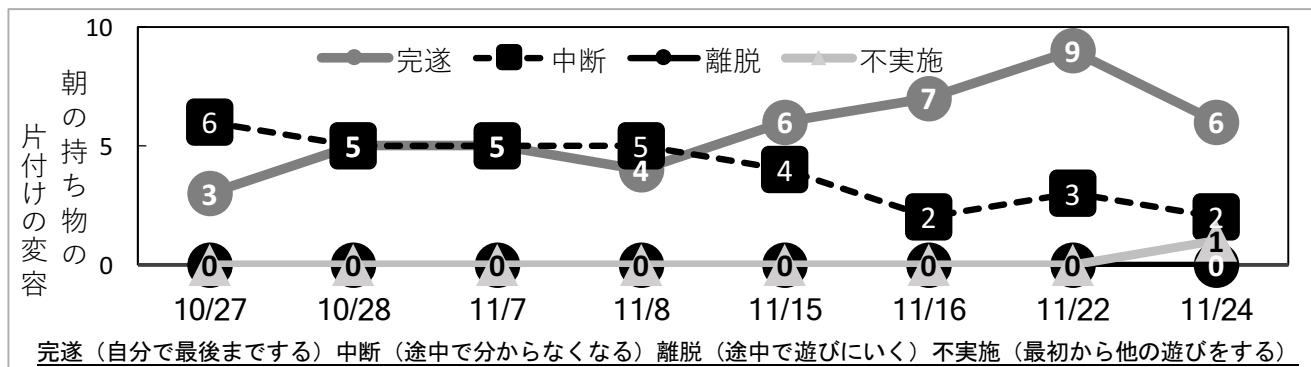 朝の持ち物の
片付けの変容
10
5
0
完遂 中断 離脱 不実施
3 5 5 4 6 7 9 6
6 5 5 5 4 2 3 2
0 0 0 0 0 0 0 0
1
10/27 10/28 11/7 11/8 11/15 11/16 11/22 11/24
完遂（自分で最後までする）中断（途中で分からなくなる）離脱（途中で遊びにいく）不実施（最初から他の遊びをする）